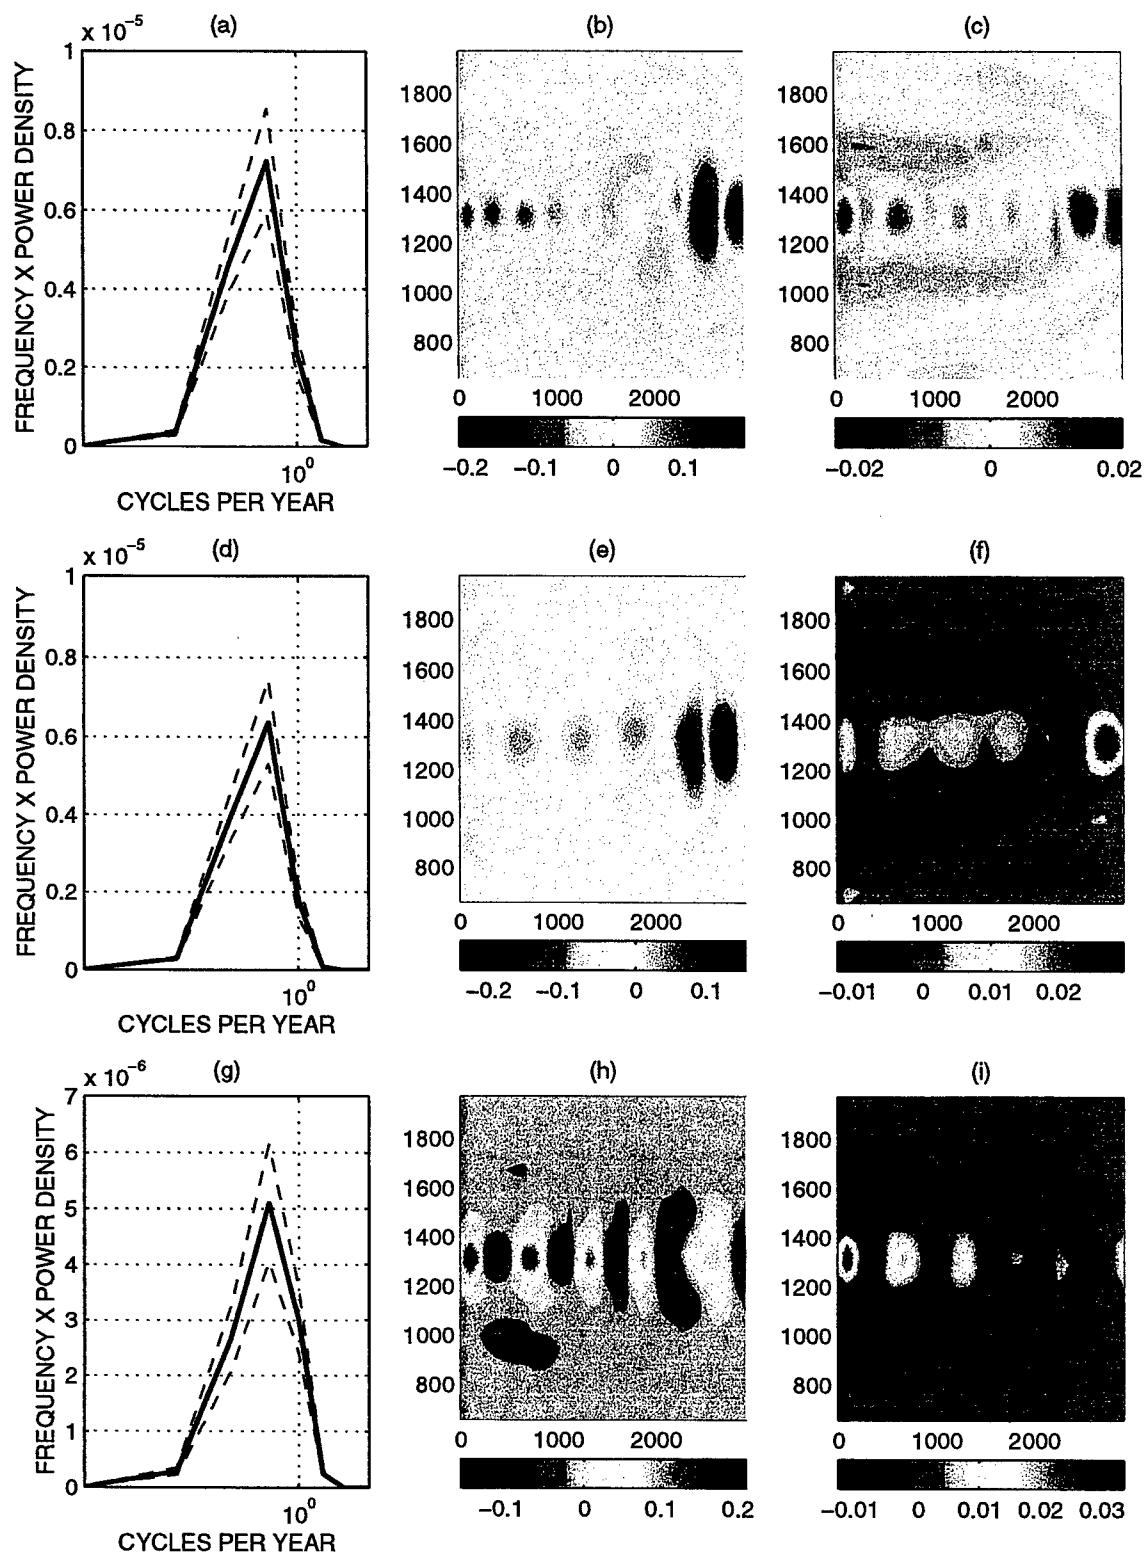 (a)
x 10⁻⁵
1
0.8
0.6
0.4
0.2
0
10⁰
FREQUENCY X POWER DENSITY
CYCLES PER YEAR
(b)
1800
1600
1400
1200
1000
800
0 1000 2000
−0.2 −0.1 0 0.1
(c)
1800
1600
1400
1200
1000
800
0 1000 2000
−0.02 0 0.02
(d)
x 10⁻⁵
1
0.8
0.6
0.4
0.2
0
10⁰
FREQUENCY X POWER DENSITY
CYCLES PER YEAR
(e)
1800
1600
1400
1200
1000
800
0 1000 2000
−0.2 −0.1 0 0.1
(f)
1800
1600
1400
1200
1000
800
0 1000 2000
−0.01 0 0.01 0.02
(g)
x 10⁻⁶
7
6
5
4
3
2
1
0
10⁰
FREQUENCY X POWER DENSITY
CYCLES PER YEAR
(h)
1800
1600
1400
1200
1000
800
0 1000 2000
−0.1 0 0.1 0.2
(i)
1800
1600
1400
1200
1000
800
0 1000 2000
−0.01 0 0.01 0.02 0.03